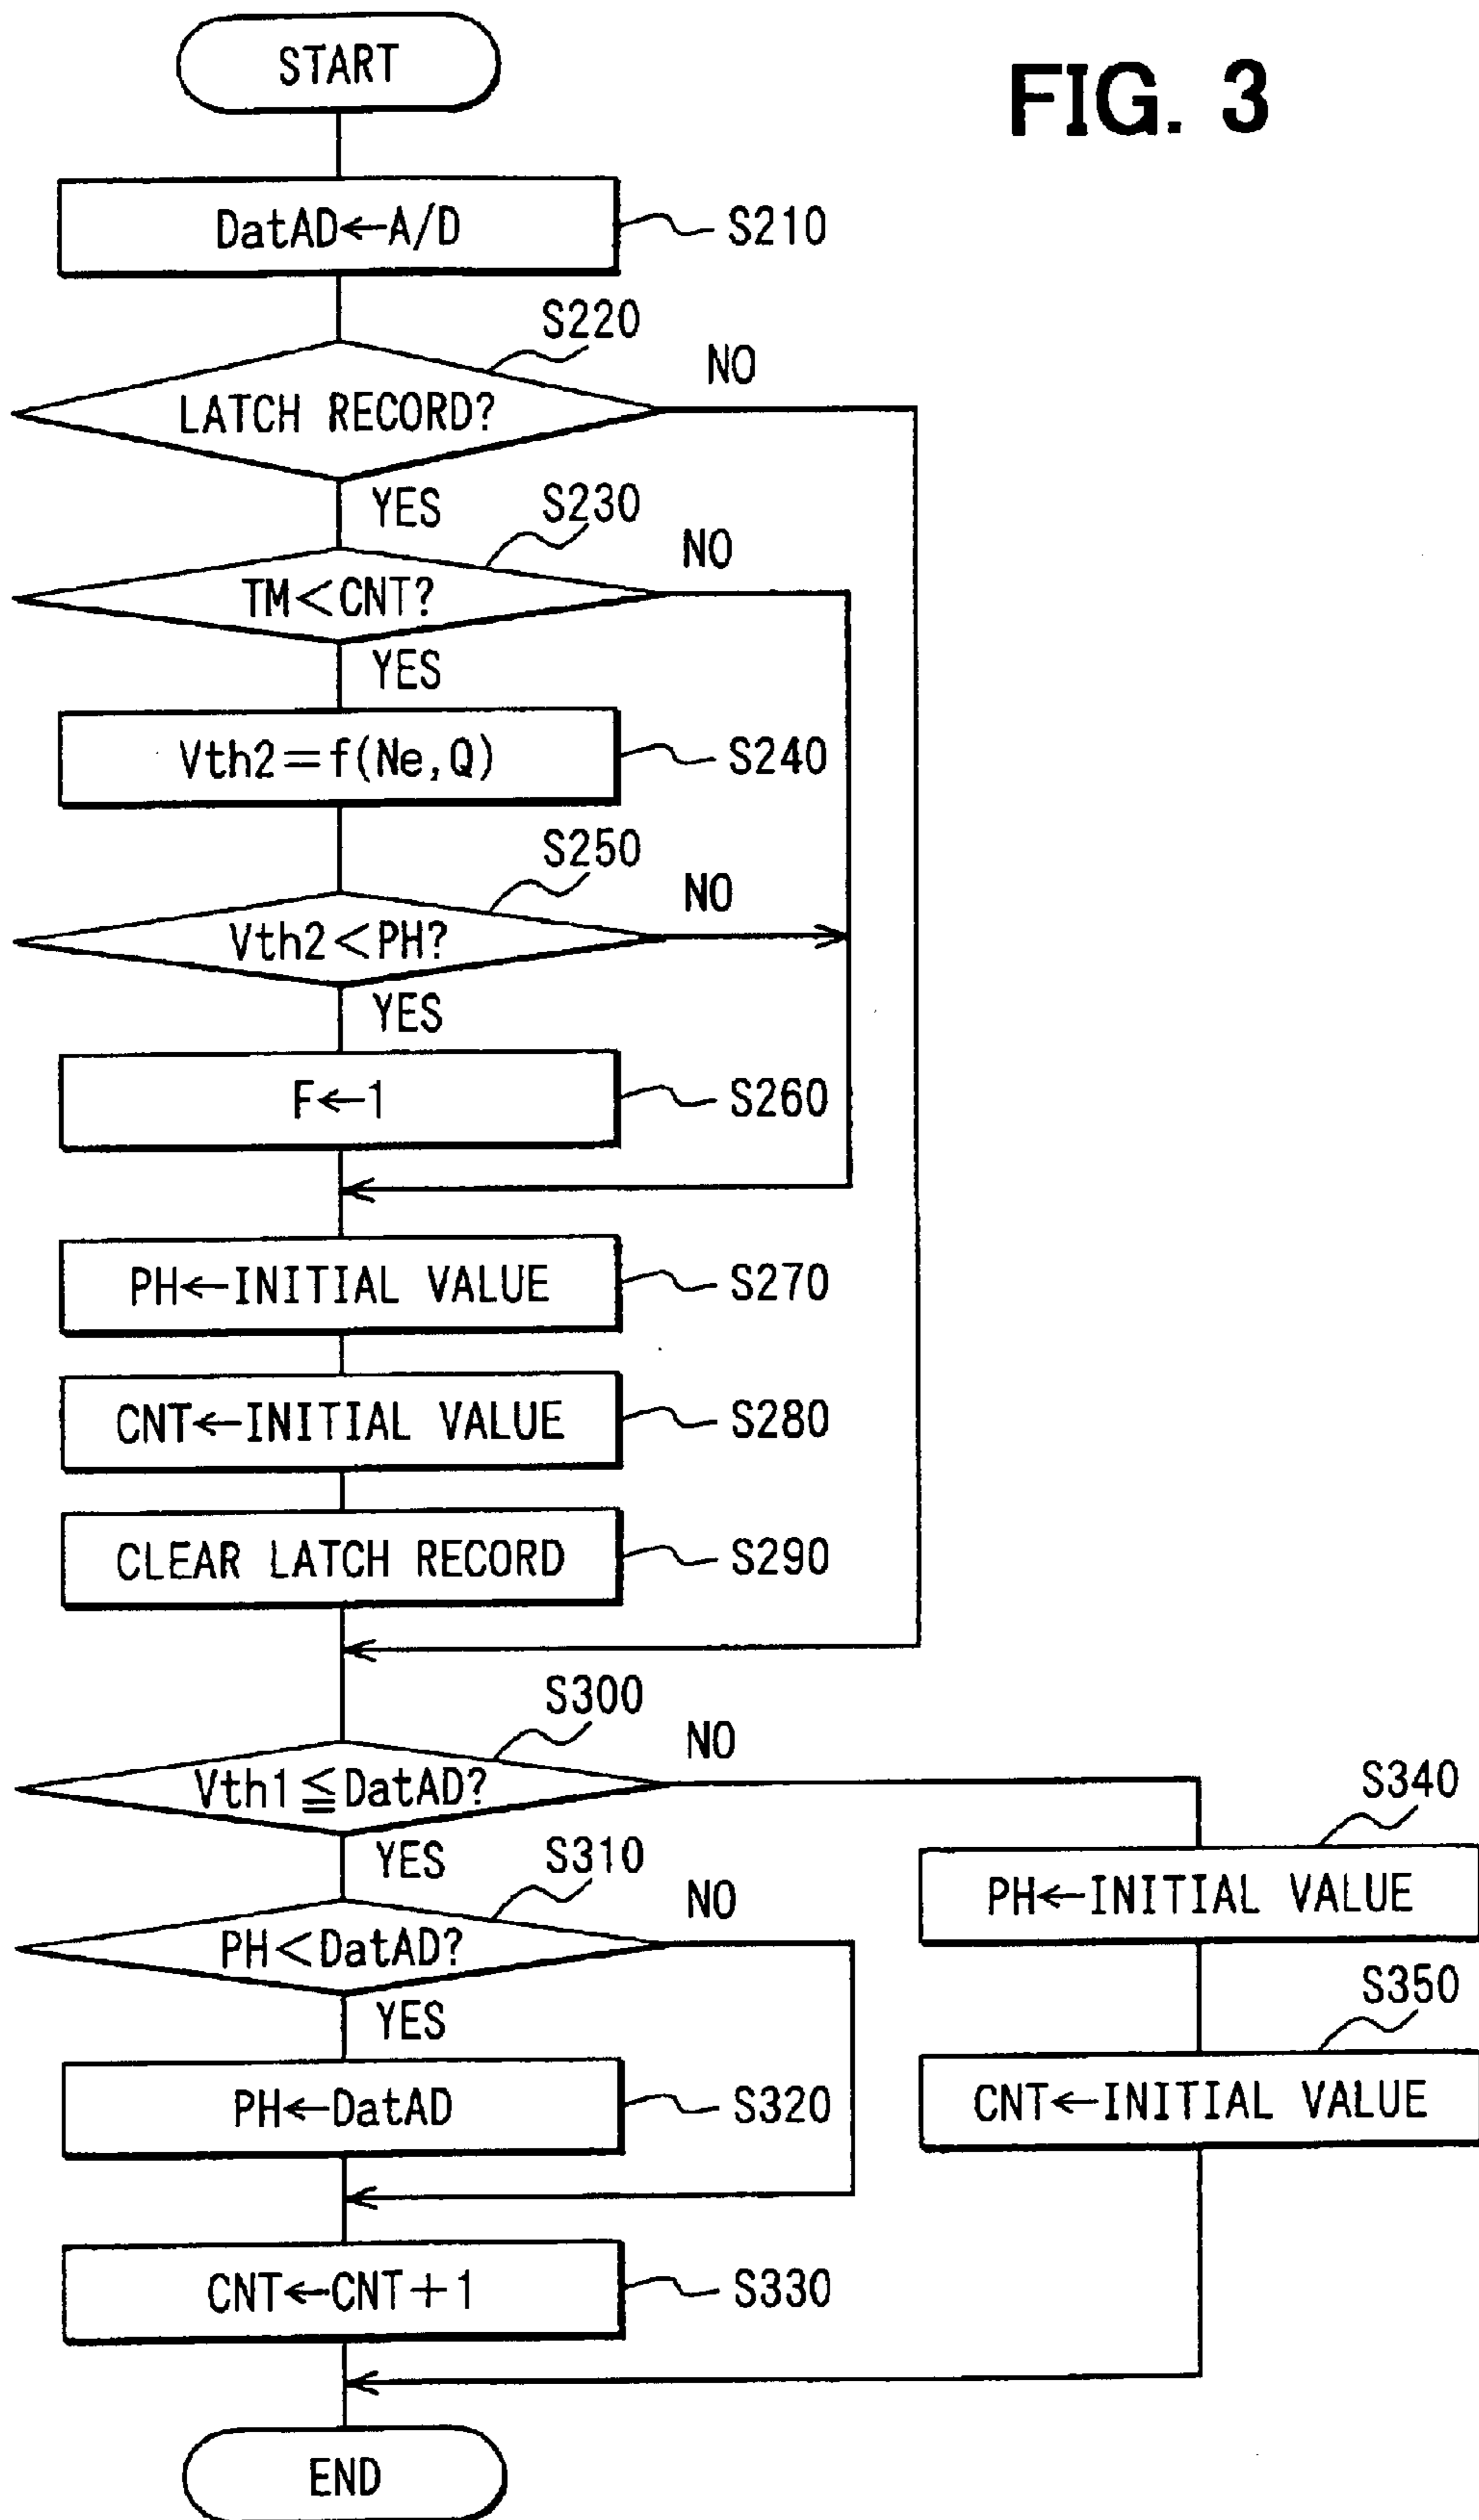 START
FIG. 3
DatAD←A/D
S210
S220
NO
LATCH RECORD?
YES
S230
NO
TM<CNT?
YES
Vth2=f(Ne,Q)
S240
S250
NO
Vth2<PH?
YES
F←1
S260
PH←INITIAL VALUE
S270
CNT←INITIAL VALUE
S280
CLEAR LATCH RECORD
S290
S300
NO
Vth1≦DatAD?
YES
S310
NO
PH<DatAD?
YES
S340
PH←INITIAL VALUE
S350
CNT←INITIAL VALUE
PH←DatAD
S320
CNT←CNT+1
S330
END